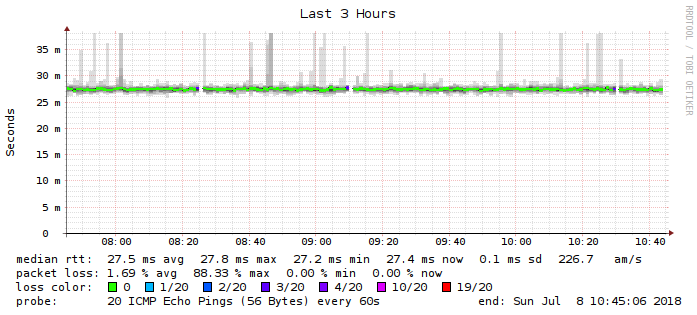 Last 3 Hours
RRDTOOL / TOBI OETIKER
Seconds
35 m
30 m
25 m
20 m
15 m
10 m
5 m
0
08:00 08:20 08:40 09:00 09:20 09:40 10:00 10:20 10:40
median rtt: 27.5 ms avg 27.8 ms max 27.2 ms min 27.4 ms now 0.1 ms sd 226.7 am/s
packet loss: 1.69 % avg 88.33 % max 0.00 % min 0.00 % now
loss color: 0 1/20 2/20 3/20 4/20 10/20 19/20
probe: 20 ICMP Echo Pings (56 Bytes) every 60s end: Sun Jul 8 10:45:06 2018